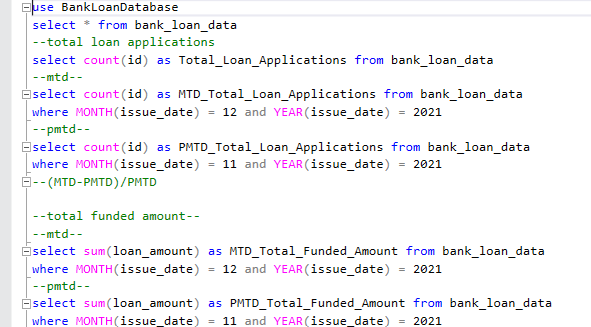 use BankLoanDatabase
select * from bank_loan_data
--total loan applications
select count(id) as Total_Loan_Applications from bank_loan_data
--mtd--
select count(id) as MTD_Total_Loan_Applications from bank_loan_data
where MONTH(issue_date) = 12 and YEAR(issue_date) = 2021
--pmtd--
select count(id) as PMTD_Total_Loan_Applications from bank_loan_data
where MONTH(issue_date) = 11 and YEAR(issue_date) = 2021
--(MTD-PMTD)/PMTD
--total funded amount--
--mtd--
select sum(loan_amount) as MTD_Total_Funded_Amount from bank_loan_data
where MONTH(issue_date) = 12 and YEAR(issue_date) = 2021
--pmtd--
select sum(loan_amount) as PMTD_Total_Funded_Amount from bank_loan_data
where MONTH(issue_date) = 11 and YEAR(issue_date) = 2021